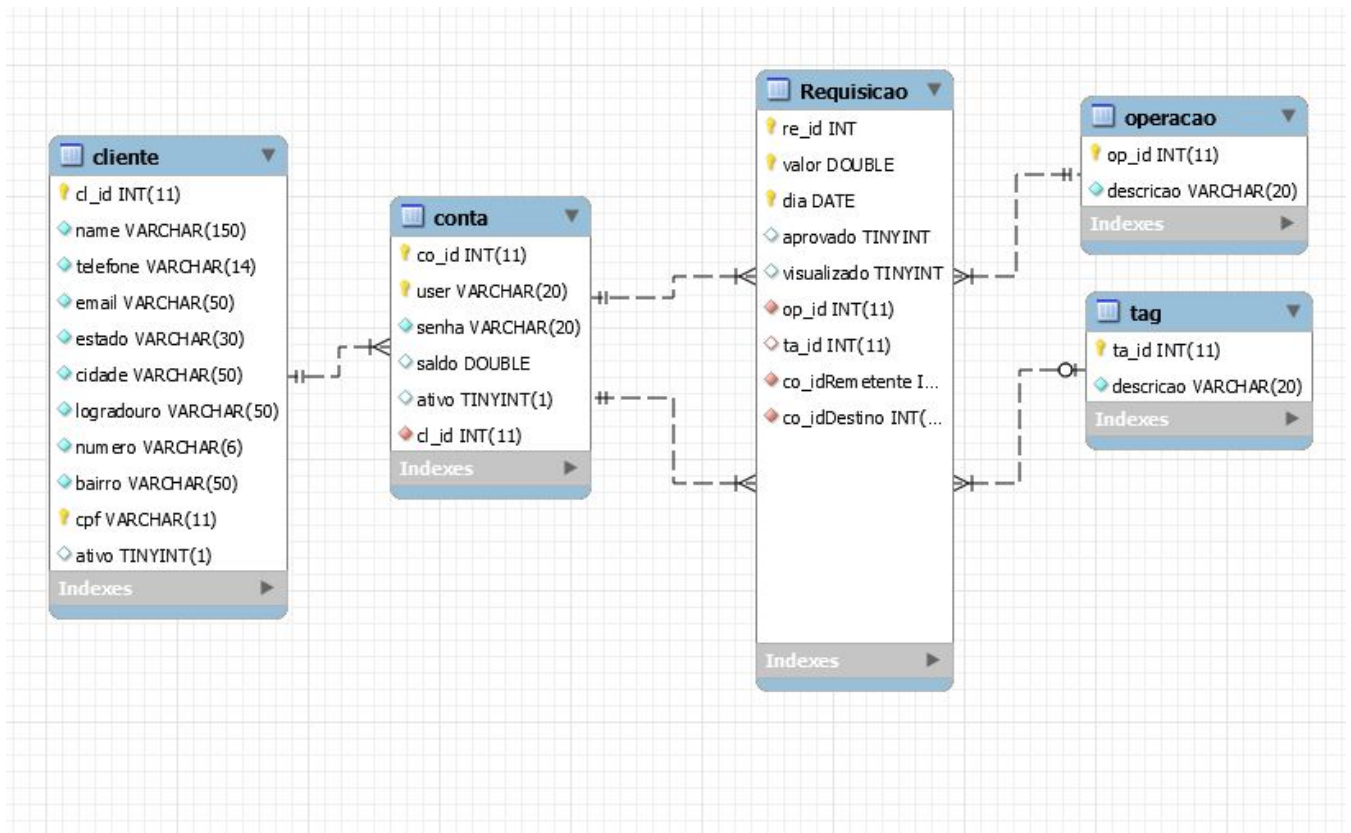 cliente
cl_id INT(11)
name VARCHAR(150)
telefone VARCHAR(14)
email VARCHAR(50)
estado VARCHAR(30)
cidade VARCHAR(50)
logradouro VARCHAR(50)
numero VARCHAR(6)
bairro VARCHAR(50)
cpf VARCHAR(11)
ativo TINYINT(1)
Indexes
conta
co_id INT(11)
user VARCHAR(20)
senha VARCHAR(20)
saldo DOUBLE
ativo TINYINT(1)
cl_id INT(11)
Indexes
Requisicao
re_id INT
valor DOUBLE
dia DATE
aprovado TINYINT
visualizado TINYINT
op_id INT(11)
ta_id INT(11)
co_idRemetente I...
co_idDestino INT(...
Indexes
operacao
op_id INT(11)
descricao VARCHAR(20)
Indexes
tag
ta_id INT(11)
descricao VARCHAR(20)
Indexes